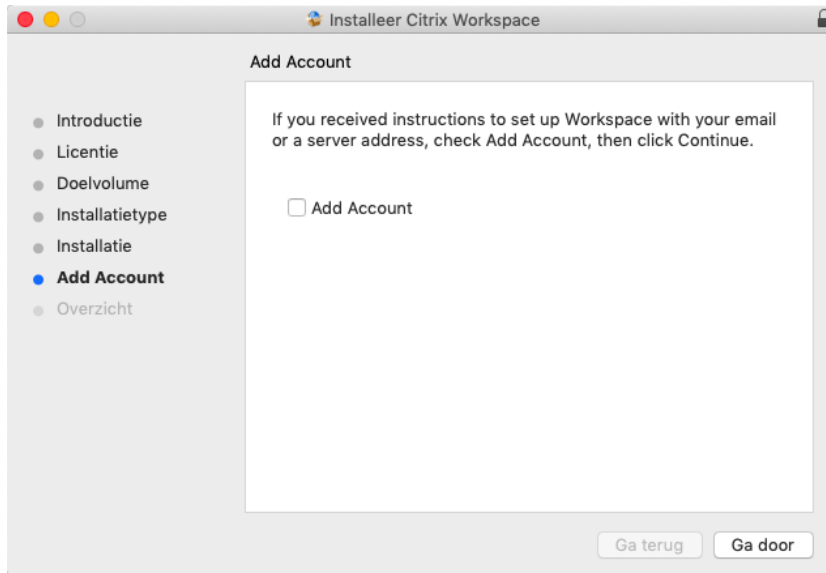 Installeer Citrix Workspace
Add Account
Introductie
Licentie
Doelvolume
Installatietype
Installatie
Add Account
Overzicht
If you received instructions to set up Workspace with your email
or a server address, check Add Account, then click Continue.
Add Account
Ga terug
Ga door